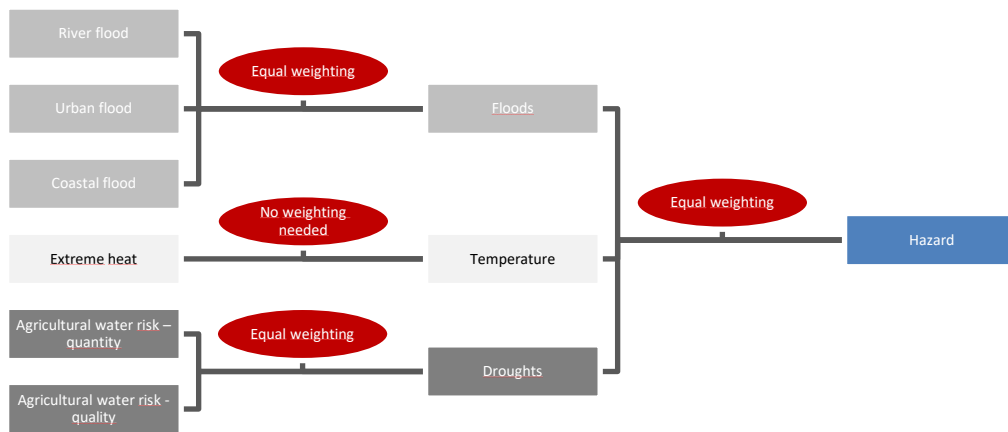 River flood
Equal weighting
Urban flood
Floods
Coastal flood
Equal weighting
No weighting
needed
Hazard
Extreme heat
Temperature
Agricultural water risk –
quantity
Equal weighting
Droughts
Agricultural water risk -
quality